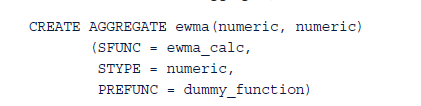 CREATE AGGREGATE ewma(numeric, numeric)
(SFUNC = ewma_calc,
STYPE = numeric,
PREFUNC = dummy_function)